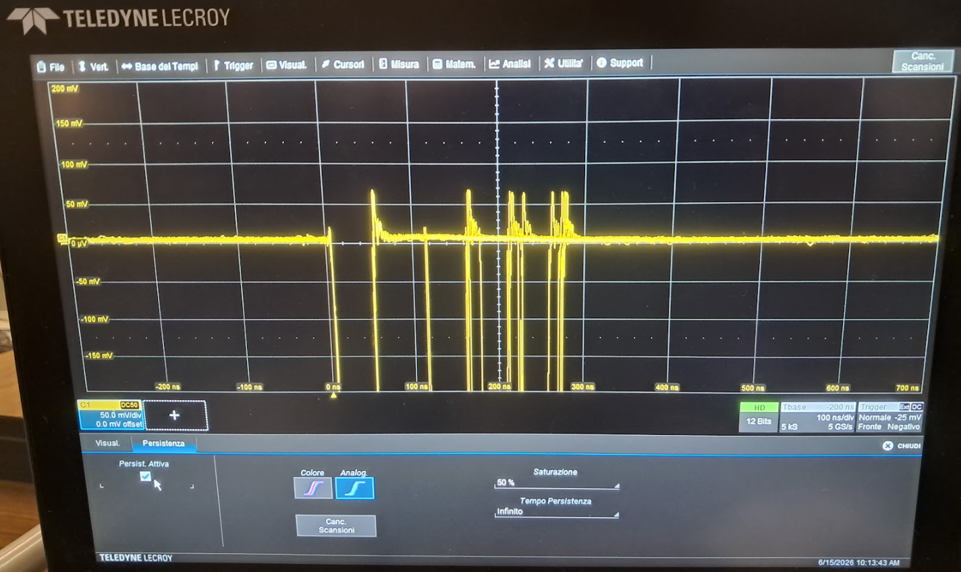 TELEDYNE LECROY
File Vert. Base dei Tempi Trigger Visual. Cursori Misura Matem. Analisi Utilita' Support
Canc.
Scansioni
200 mV
150 mV
100 mV
50 mV
0 µV
-50 mV
-100 mV
-150 mV
-200 ns -100 ns 0 ns 100 ns 200 ns 300 ns 400 ns 500 ns 600 ns 700 ns
C1 DC50
50.0 mV/div
0.0 mV offset
+
HD
12 Bits
Tbase -200 ns
100 ns/div
5 kS 5 GS/s
Trigger Ext DC
Normale -25 mV
Fronte Negativo
Visual. Persistenza
CHIUDI
Persist. Attiva
Colore Analog.
Canc.
Scansioni
Saturazione
50 %
Tempo Persistenza
Infinito
TELEDYNE LECROY
6/15/2026 10:13:43 AM